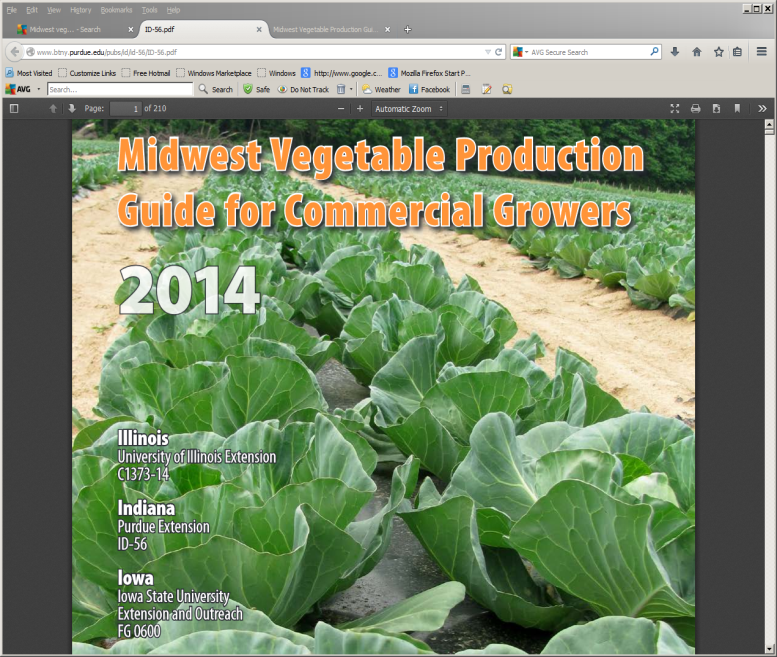 File Edit View History Bookmarks Tools Help
Midwest veg... - Search
ID-56.pdf
Midwest Vegetable Production Gui...
www.btny.purdue.edu/pubs/id/id-56/ID-56.pdf
AVG Secure Search
Most Visited Customize Links Free Hotmail Windows Marketplace Windows http://www.google.c... Mozilla Firefox Start P...
AVG Search... Search Safe Do Not Track Weather Facebook
Page: 1 of 210 Automatic Zoom
Midwest Vegetable Production
Guide for Commercial Growers
2014
Illinois
University of Illinois Extension
C1373-14
Indiana
Purdue Extension
ID-56
Iowa
Iowa State University
Extension and Outreach
FG 0600